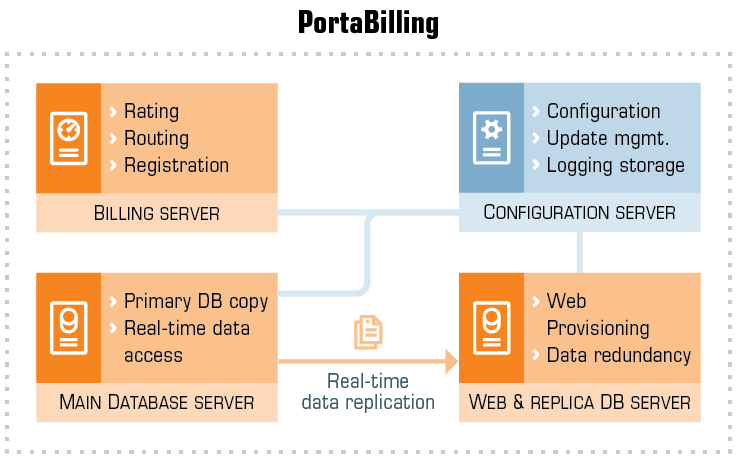 PortaBilling
Rating
Routing
Registration
BILLING SERVER
Configuration
Update mgmt.
Logging storage
CONFIGURATION SERVER
Primary DB copy
Real-time data
access
MAIN DATABASE SERVER
Real-time
data replication
Web
Provisioning
Data redundancy
WEB & REPLICA DB SERVER